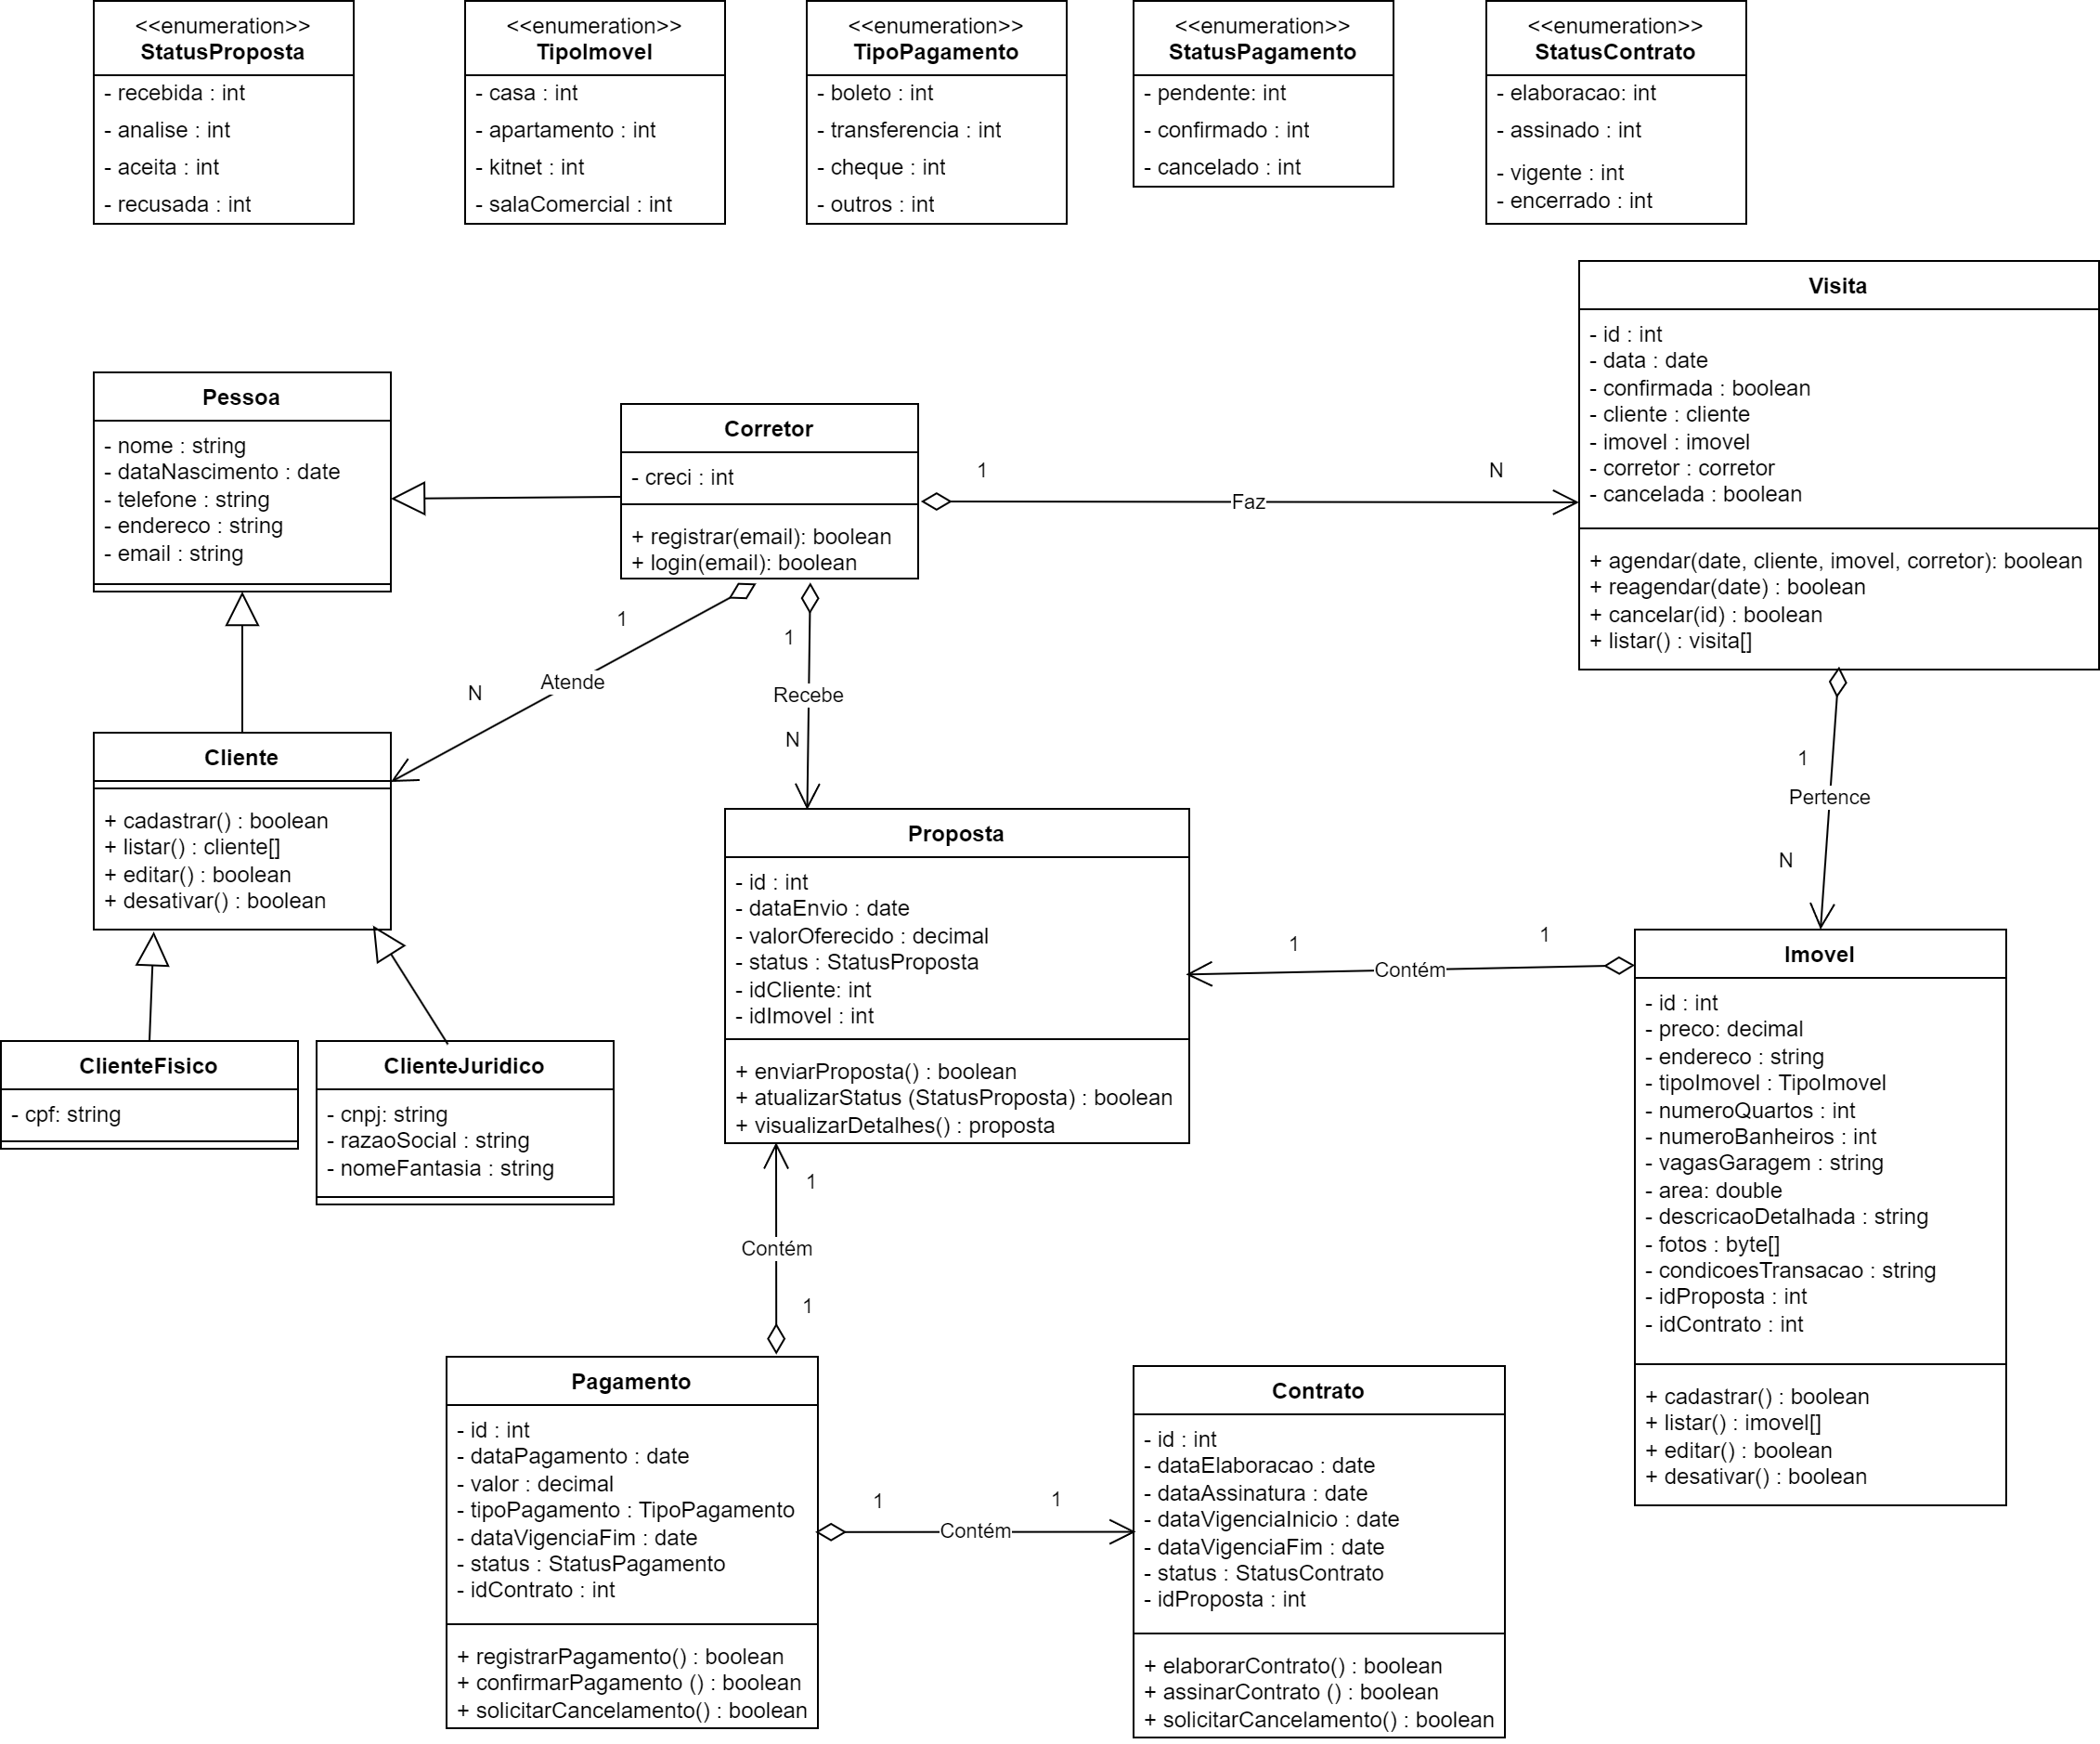 <<enumeration>>
StatusProposta
- recebida : int
- analise : int
- aceita : int
- recusada : int
<<enumeration>>
TipoImovel
- casa : int
- apartamento : int
- kitnet : int
- salaComercial : int
<<enumeration>>
TipoPagamento
- boleto : int
- transferencia : int
- cheque : int
- outros : int
<<enumeration>>
StatusPagamento
- pendente: int
- confirmado : int
- cancelado : int
<<enumeration>>
StatusContrato
- elaboracao: int
- assinado : int
- vigente : int
- encerrado : int
Visita
- id : int
- data : date
- confirmada : boolean
- cliente : cliente
- imovel : imovel
- corretor : corretor
- cancelada : boolean
+ agendar(date, cliente, imovel, corretor): boolean
+ reagendar(date) : boolean
+ cancelar(id) : boolean
+ listar() : visita[]
Pessoa
- nome : string
- dataNascimento : date
- telefone : string
- endereco : string
- email : string
Corretor
- creci : int
+ registrar(email): boolean
+ login(email): boolean
1
Faz
N
1
Atende
N
1
Recebe
N
Cliente
+ cadastrar() : boolean
+ listar() : cliente[]
+ editar() : boolean
+ desativar() : boolean
1
Pertence
N
Proposta
- id : int
- dataEnvio : date
- valorOferecido : decimal
- status : StatusProposta
- idCliente: int
- idImovel : int
+ enviarProposta() : boolean
+ atualizarStatus (StatusProposta) : boolean
+ visualizarDetalhes() : proposta
1
Contém
1
Imovel
- id : int
- preco: decimal
- endereco : string
- tipoImovel : TipoImovel
- numeroQuartos : int
- numeroBanheiros : int
- vagasGaragem : string
- area: double
- descricaoDetalhada : string
- fotos : byte[]
- condicoesTransacao : string
- idProposta : int
- idContrato : int
+ cadastrar() : boolean
+ listar() : imovel[]
+ editar() : boolean
+ desativar() : boolean
ClienteFisico
- cpf: string
ClienteJuridico
- cnpj: string
- razaoSocial : string
- nomeFantasia : string
1
Contém
1
Pagamento
- id : int
- dataPagamento : date
- valor : decimal
- tipoPagamento : TipoPagamento
- dataVigenciaFim : date
- status : StatusPagamento
- idContrato : int
+ registrarPagamento() : boolean
+ confirmarPagamento () : boolean
+ solicitarCancelamento() : boolean
1
Contém
1
Contrato
- id : int
- dataElaboracao : date
- dataAssinatura : date
- dataVigenciaInicio : date
- dataVigenciaFim : date
- status : StatusContrato
- idProposta : int
+ elaborarContrato() : boolean
+ assinarContrato () : boolean
+ solicitarCancelamento() : boolean